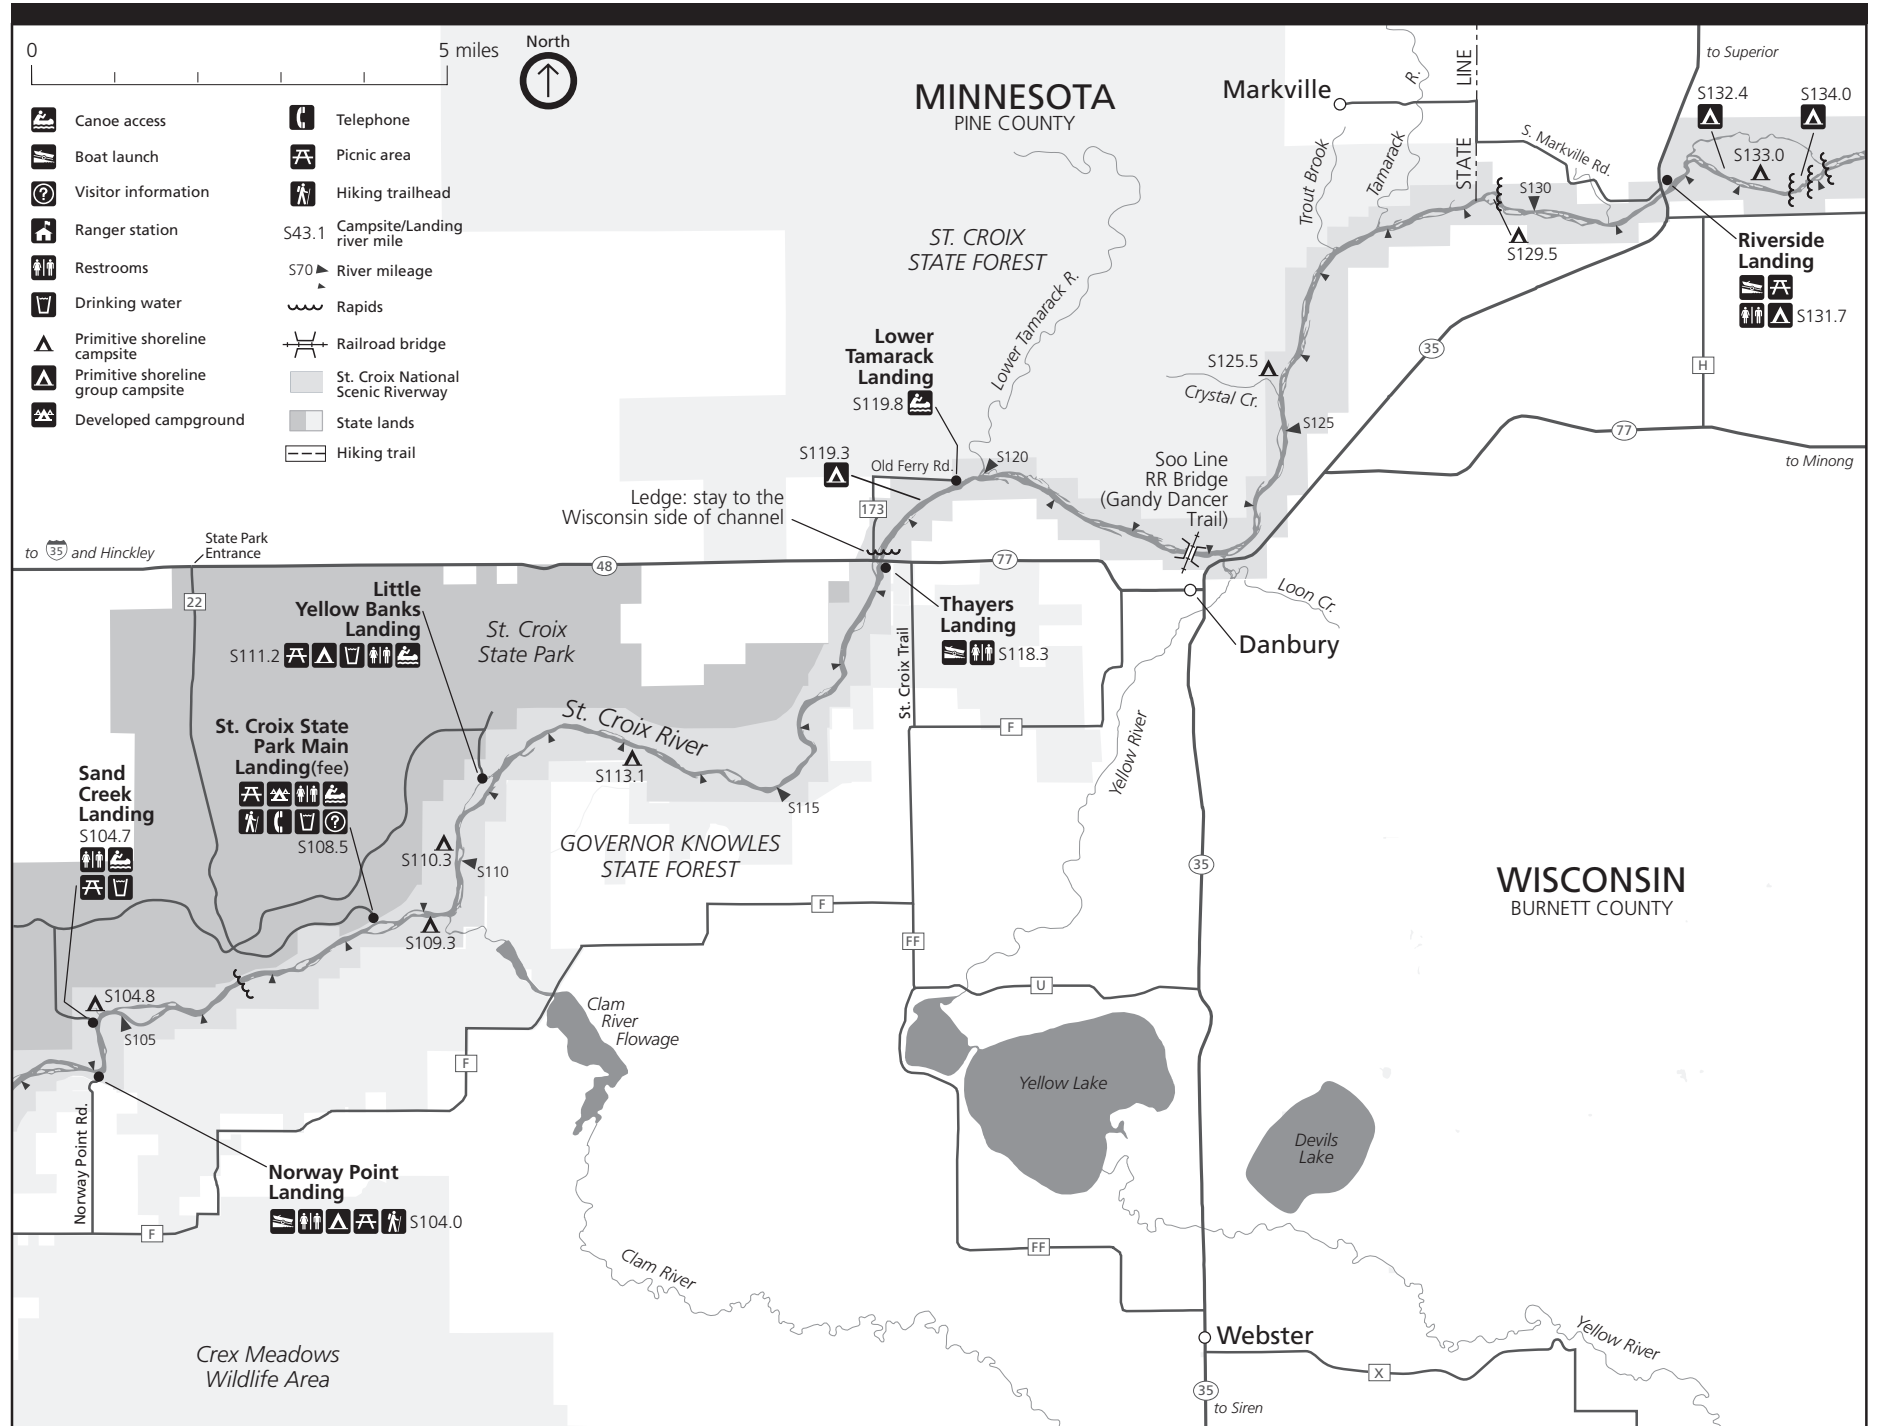 0
5 miles
North
Canoe access
Boat launch
Visitor information
Ranger station
Restrooms
Drinking water
Primitive shoreline
campsite
Primitive shoreline
group campsite
Developed campground
Telephone
Picnic area
Hiking trailhead
S43.1
Campsite/Landing
river mile
S70
River mileage
Rapids
Railroad bridge
St. Croix National
Scenic Riverway
State lands
Hiking trail
MINNESOTA
PINE COUNTY
ST. CROIX
STATE FOREST
Markville
STATE LINE
Trout Brook
Tamarack R.
S. Markville Rd.
to Superior
S132.4
S134.0
S133.0
S130
S129.5
Riverside
Landing
S131.7
H
35
77
to Minong
S125.5
Crystal Cr.
S125
Lower Tamarack R.
Lower
Tamarack
Landing
S119.8
S119.3
Old Ferry Rd.
S120
173
Ledge: stay to the
Wisconsin side of channel
Soo Line
RR Bridge
(Gandy Dancer
Trail)
to 35 and Hinckley
State Park
Entrance
48
77
22
Little
Yellow Banks
Landing
S111.2
St. Croix
State Park
Thayers
Landing
S118.3
St. Croix Trail
Danbury
Loon Cr.
F
St. Croix River
Yellow River
St. Croix State
Park Main
Landing(fee)
S108.5
Sand
Creek
Landing
S104.7
S113.1
S115
S110.3
S110
S109.3
GOVERNOR KNOWLES
STATE FOREST
35
WISCONSIN
BURNETT COUNTY
F
FF
U
S104.8
S105
Clam
River
Flowage
F
Yellow Lake
Devils
Lake
Norway Point Rd.
Norway Point
Landing
S104.0
F
FF
Clam River
Crex Meadows
Wildlife Area
Webster
Yellow River
X
35
to Siren